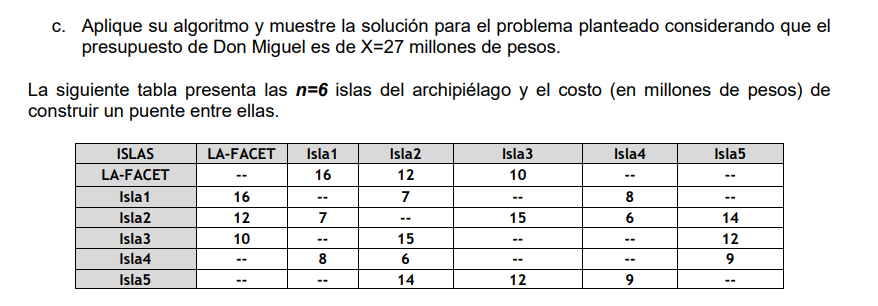 c. Aplique su algoritmo y muestre la solución para el problema planteado considerando que el
presupuesto de Don Miguel es de X=27 millones de pesos.
La siguiente tabla presenta las n=6 islas del archipiélago y el costo (en millones de pesos) de
construir un puente entre ellas.
ISLAS LA-FACET Isla1 Isla2 Isla3 Isla4 Isla5
LA-FACET -- 16 12 10 -- --
Isla1 16 -- 7 -- 8 --
Isla2 12 7 -- 15 6 14
Isla3 10 -- 15 -- -- 12
Isla4 -- 8 6 -- -- 9
Isla5 -- -- 14 12 9 --